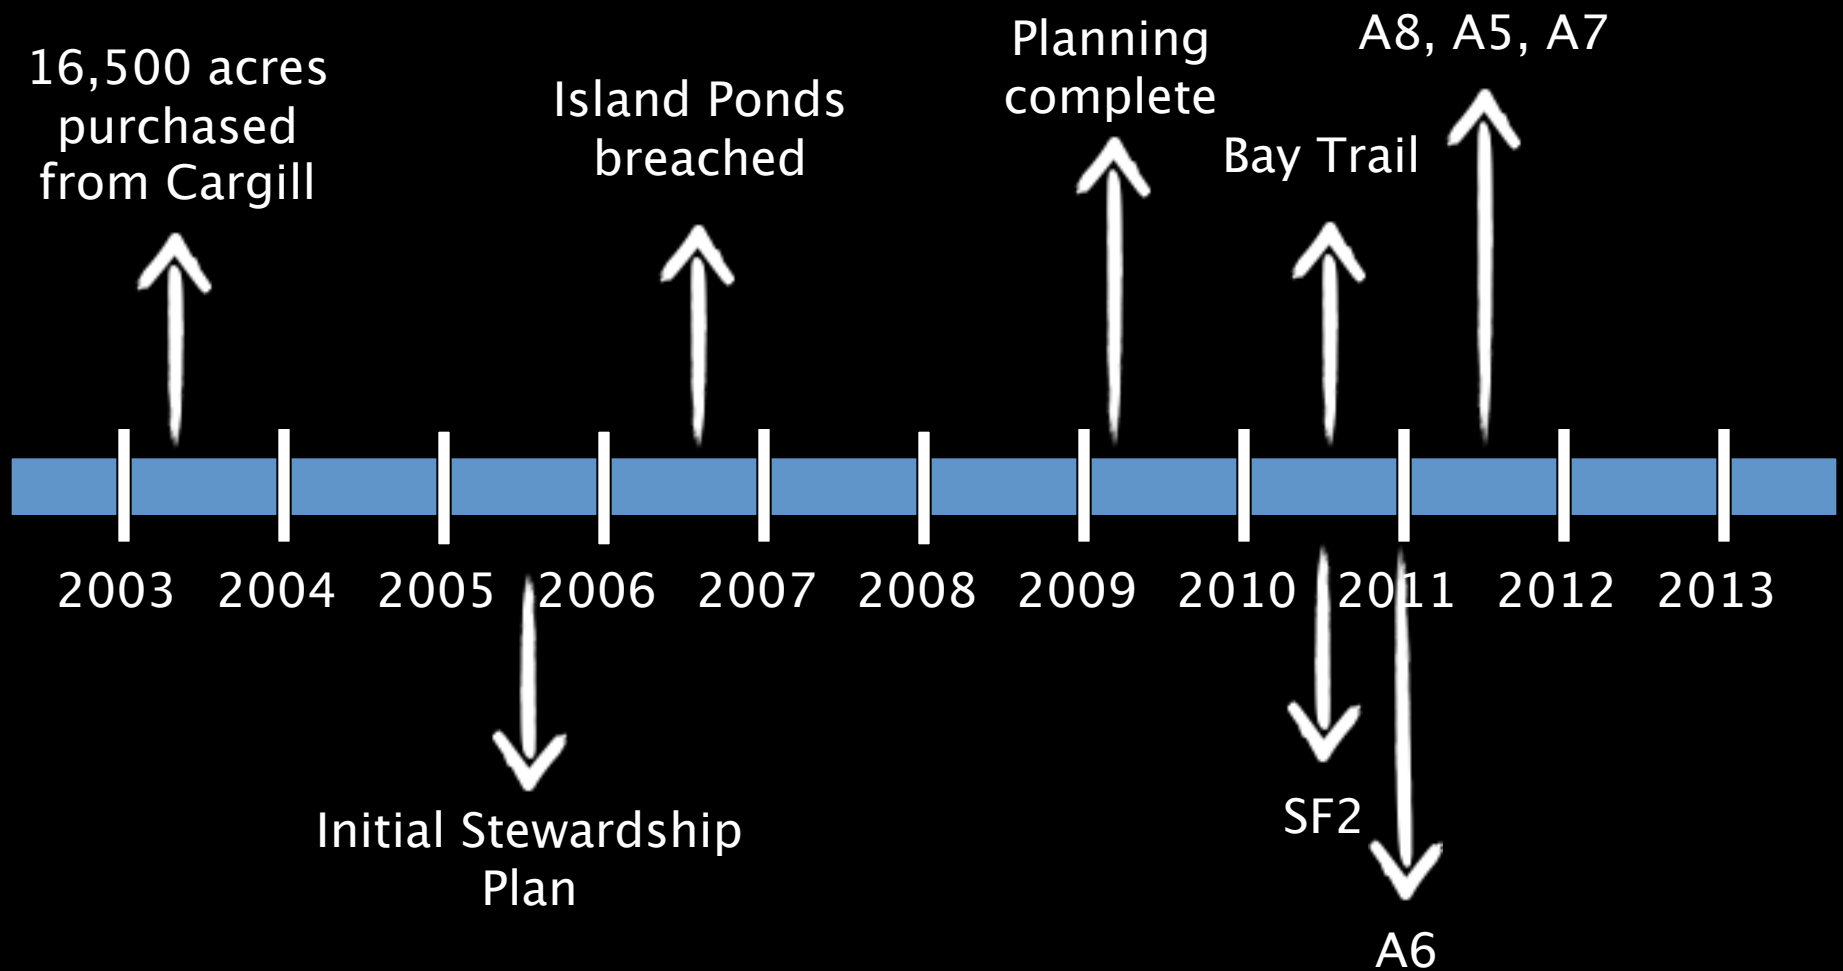 16,500 acres
purchased
from Cargill
Island Ponds
breached
Planning
complete
Bay Trail
A8, A5, A7
2003 2004 2005 2006 2007 2008 2009 2010 2011 2012 2013
Initial Stewardship
Plan
SF2
A6